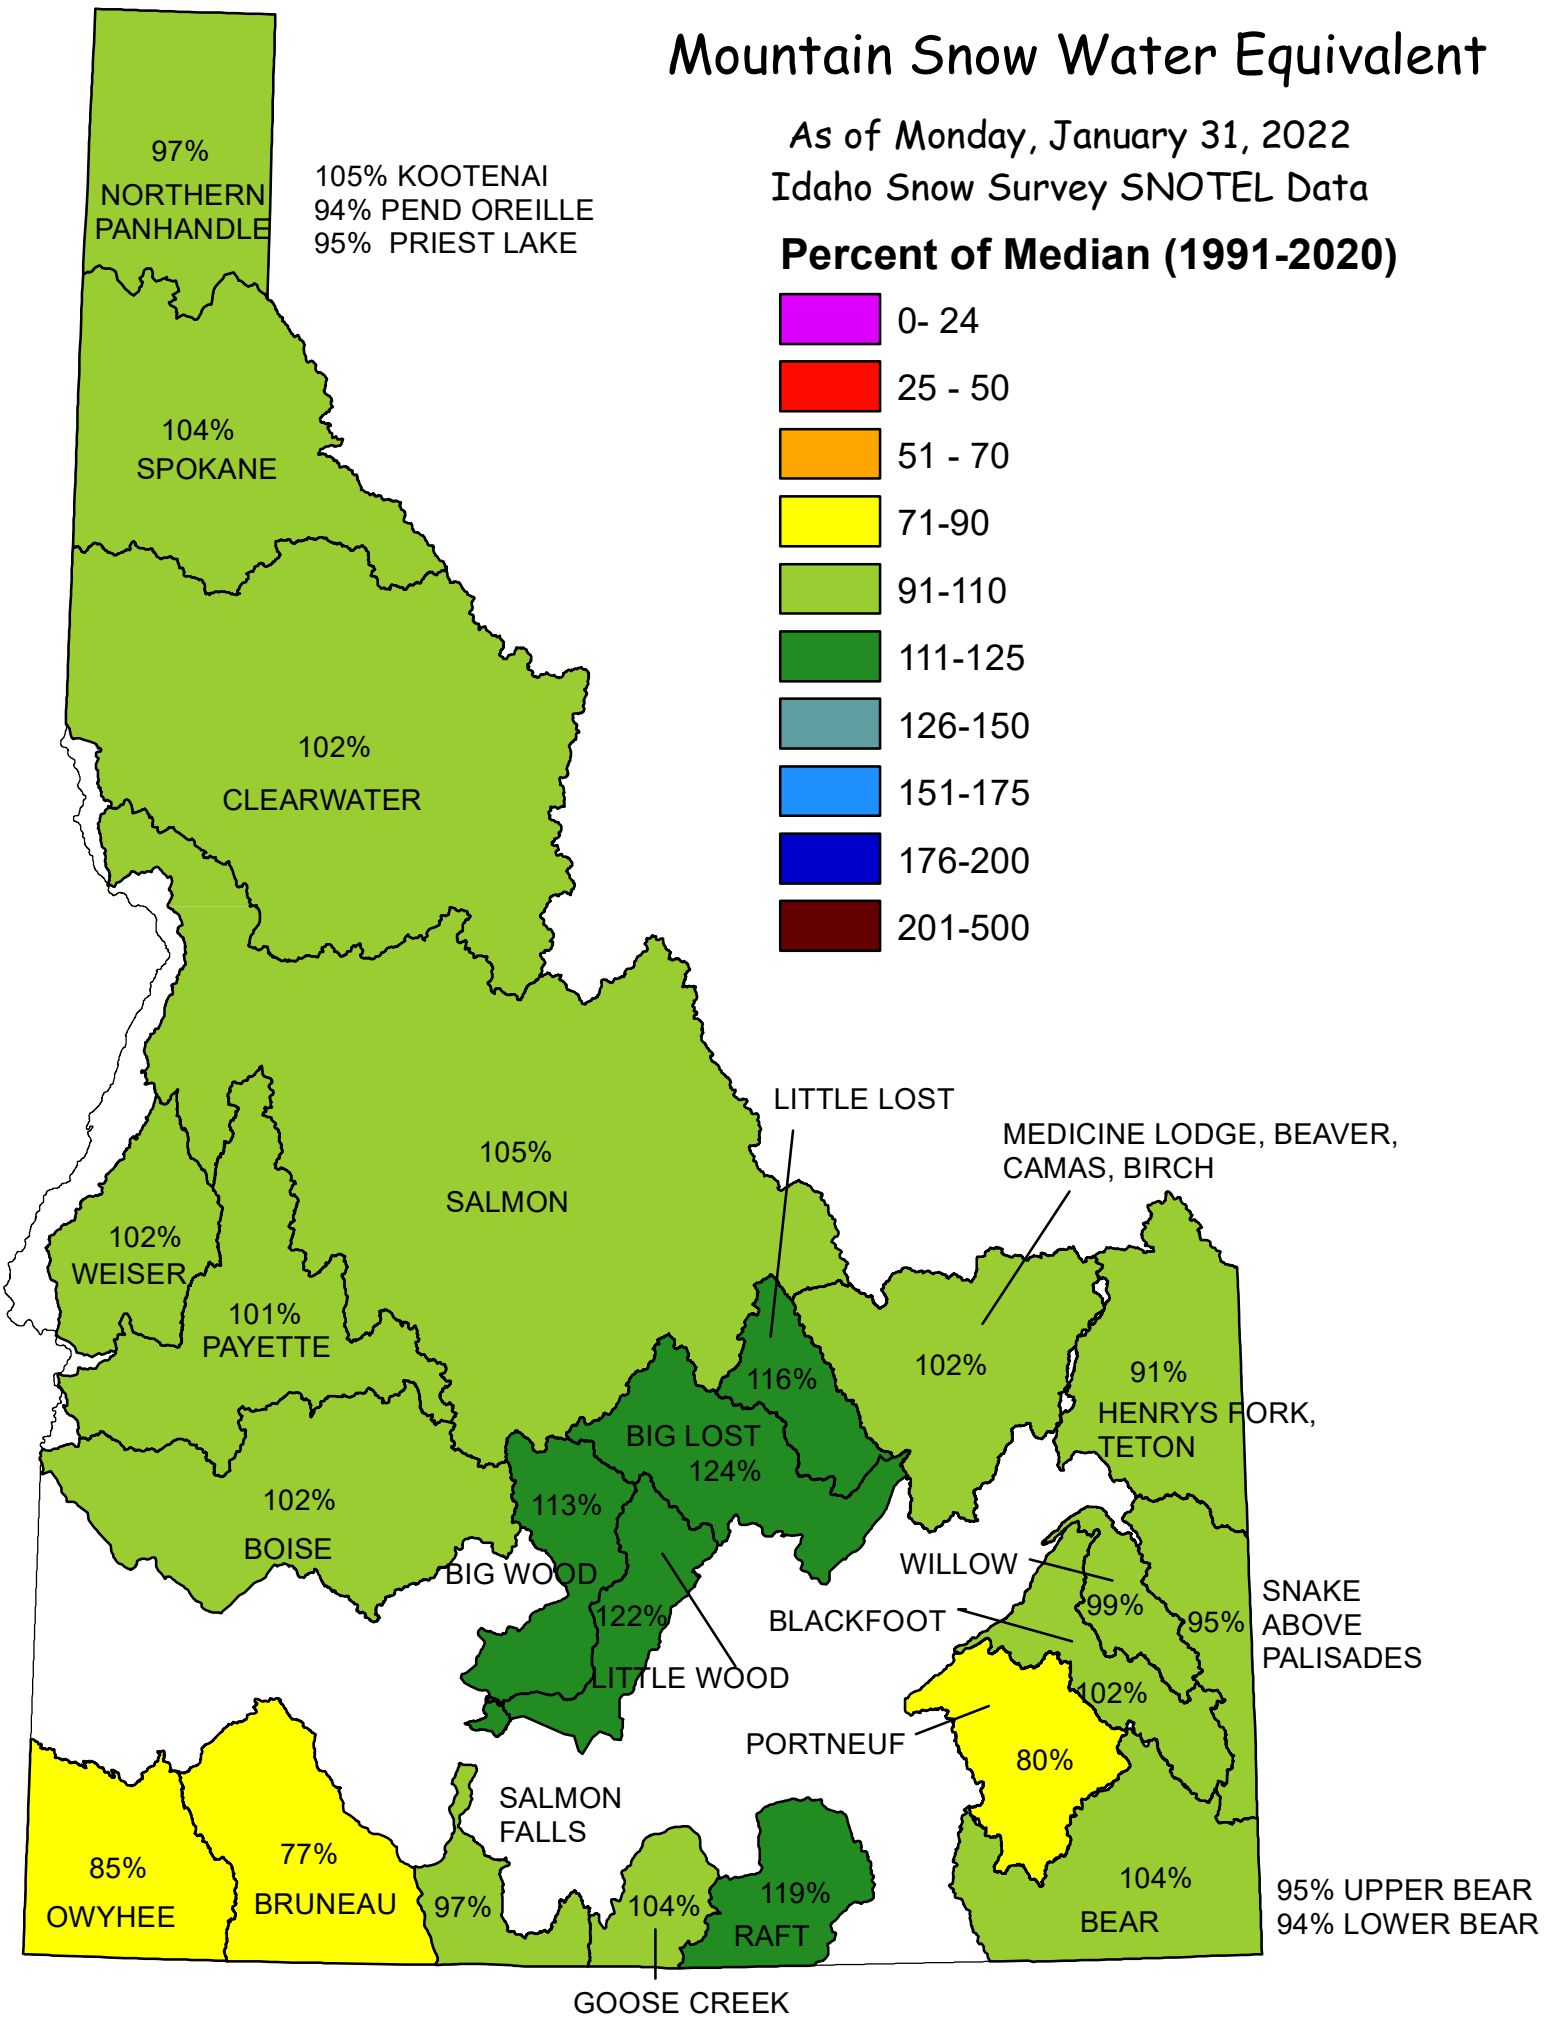 Mountain Snow Water Equivalent
As of Monday, January 31, 2022
Idaho Snow Survey SNOTEL Data
Percent of Median (1991-2020)
0- 24
25 - 50
51 - 70
71-90
91-110
111-125
126-150
151-175
176-200
201-500
97%
NORTHERN
PANHANDLE
105% KOOTENAI
94% PEND OREILLE
95%  PRIEST LAKE
104%
SPOKANE
102%
CLEARWATER
LITTLE LOST
MEDICINE LODGE, BEAVER,
CAMAS, BIRCH
105%
SALMON
102%
WEISER
101%
PAYETTE
116%
102%
91%
HENRYS FORK,
TETON
BIG LOST
124%
102%
BOISE
113%
BIG WOOD
122%
LITTLE WOOD
WILLOW
99%
BLACKFOOT
95%
SNAKE
ABOVE
PALISADES
102%
PORTNEUF
80%
SALMON
FALLS
85%
OWYHEE
77%
BRUNEAU
97%
104%
GOOSE CREEK
119%
RAFT
104%
BEAR
95% UPPER BEAR
94% LOWER BEAR